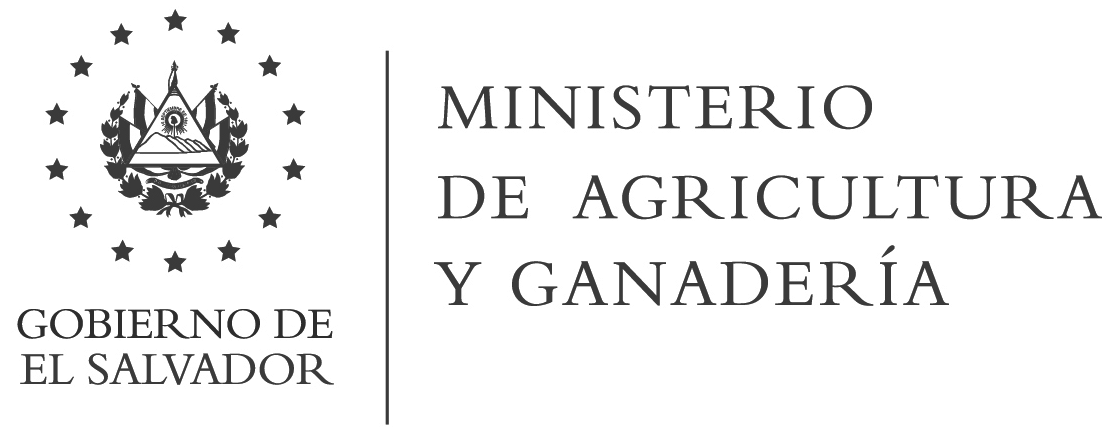 GOBIERNO DE
EL SALVADOR
MINISTERIO
DE AGRICULTURA
Y GANADERÍA